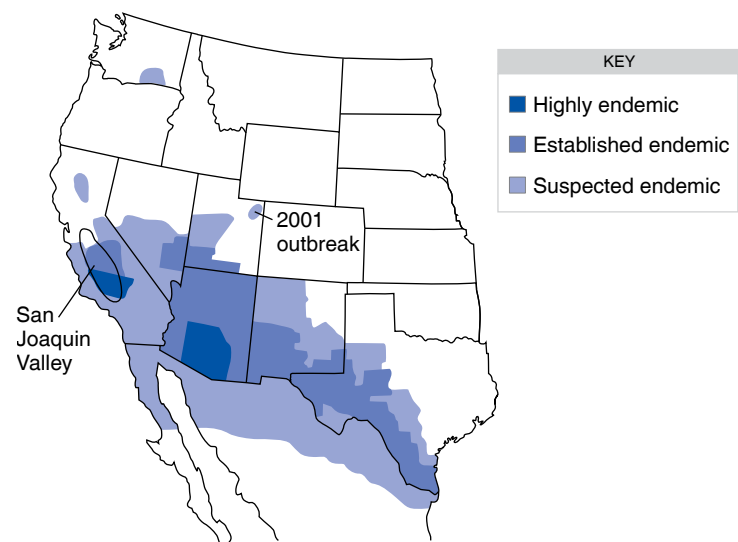 KEY
Highly endemic
Established endemic
Suspected endemic
2001
outbreak
San
Joaquin
Valley